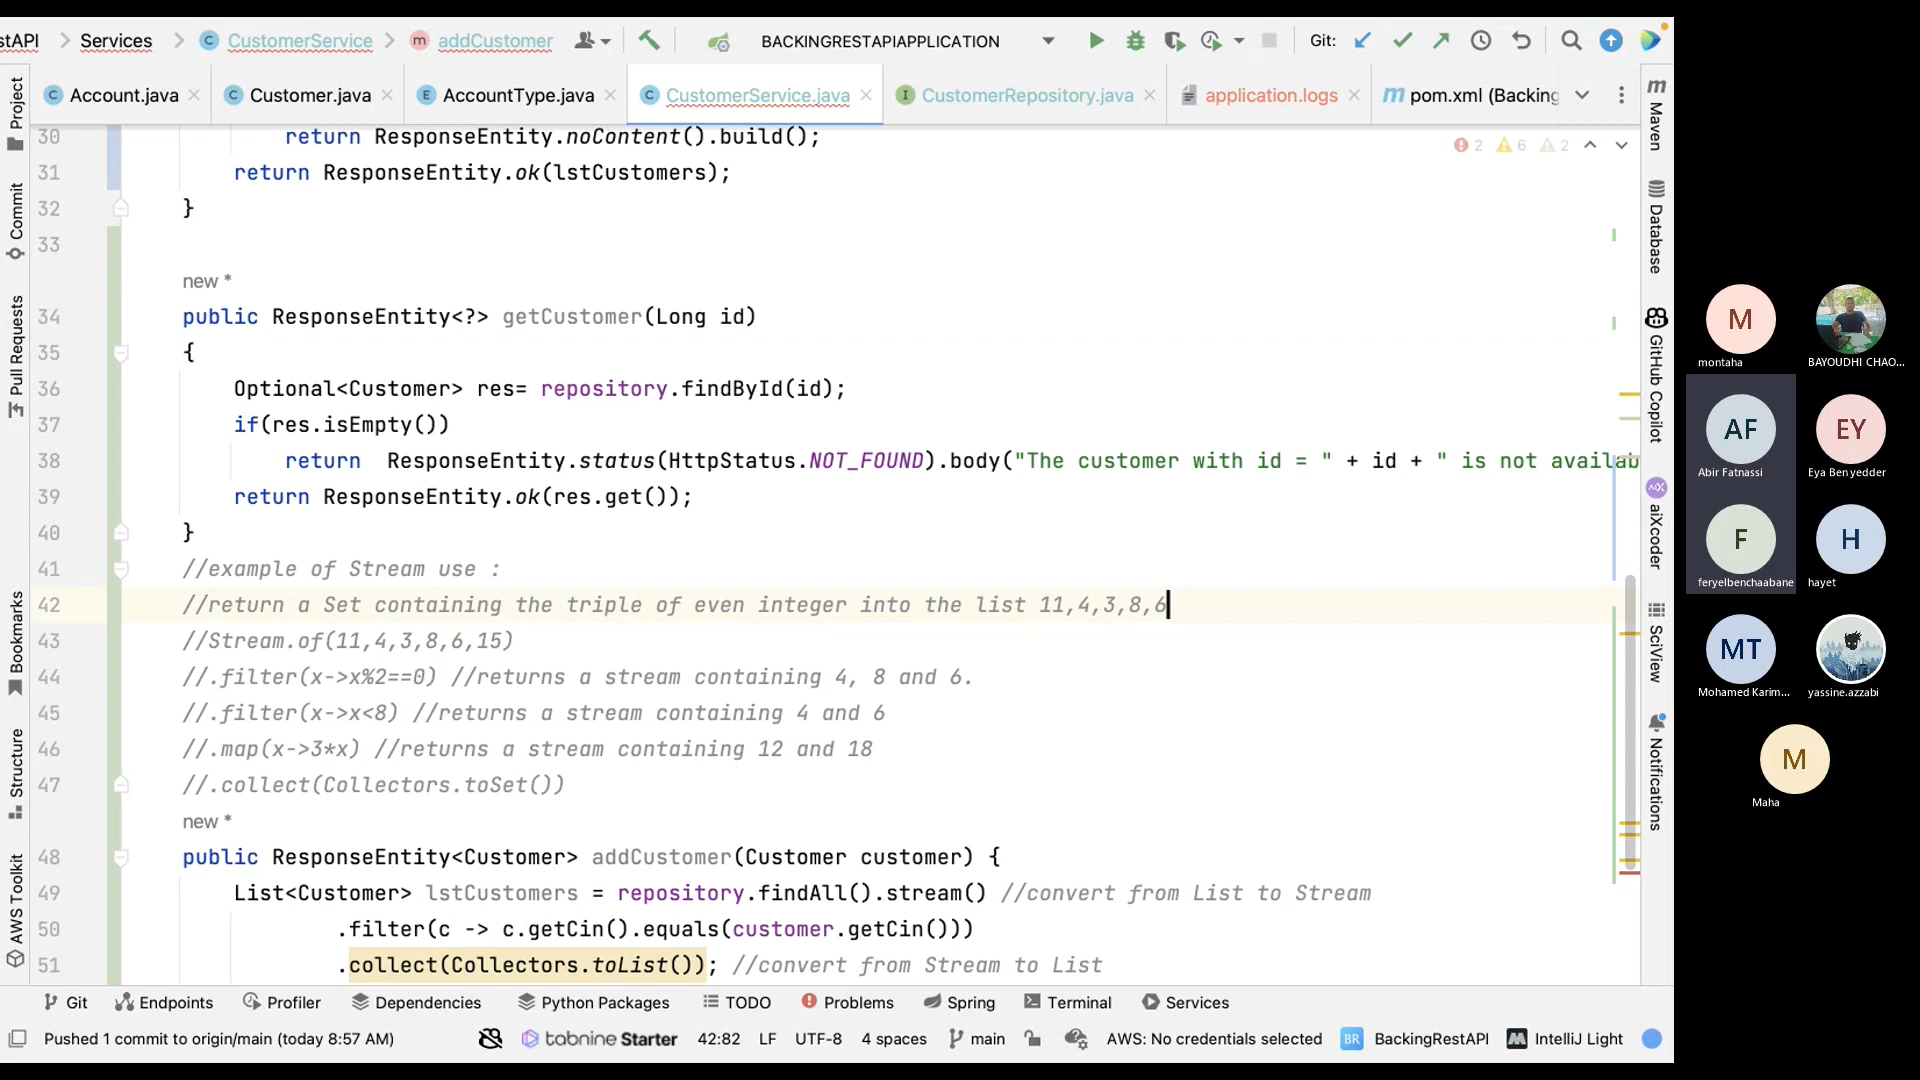 stAPI Services CustomerService addCustomer BACKINGRESTAPIAPPLICATION Git:
Account.java Customer.java AccountType.java CustomerService.java CustomerRepository.java application.logs pom.xml (Backing
2 6 2
30 return ResponseEntity.noContent().build();
31 return ResponseEntity.ok(lstCustomers);
32 }
33
new *
34 public ResponseEntity<?> getCustomer(Long id)
35 {
36 Optional<Customer> res= repository.findById(id);
37 if(res.isEmpty())
38 return ResponseEntity.status(HttpStatus.NOT_FOUND).body("The customer with id = " + id + " is not availab
39 return ResponseEntity.ok(res.get());
40 }
41 //example of Stream use :
42 //return a Set containing the triple of even integer into the list 11,4,3,8,6
43 //Stream.of(11,4,3,8,6,15)
44 //.filter(x->x%2==0) //returns a stream containing 4, 8 and 6.
45 //.filter(x->x<8) //returns a stream containing 4 and 6
46 //.map(x->3*x) //returns a stream containing 12 and 18
47 //.collect(Collectors.toSet())
new *
48 public ResponseEntity<Customer> addCustomer(Customer customer) {
49 List<Customer> lstCustomers = repository.findAll().stream() //convert from List to Stream
50 .filter(c -> c.getCin().equals(customer.getCin()))
51 .collect(Collectors.toList()); //convert from Stream to List
Project
Commit
Pull Requests
Bookmarks
Structure
AWS Toolkit
Maven
Database
GitHub Copilot
aiXcoder
SciView
Notifications
Git Endpoints Profiler Dependencies Python Packages TODO Problems Spring Terminal Services
Pushed 1 commit to origin/main (today 8:57 AM) tabnine Starter 42:82 LF UTF-8 4 spaces main AWS: No credentials selected BR BackingRestAPI IntelliJ Light
M
montaha BAYOUDHI CHAO...
AF EY
Abir Fatnassi Eya Benyedder
F H
feryelbenchaabane hayet
MT
Mohamed Karim... yassine.azzabi
M
Maha